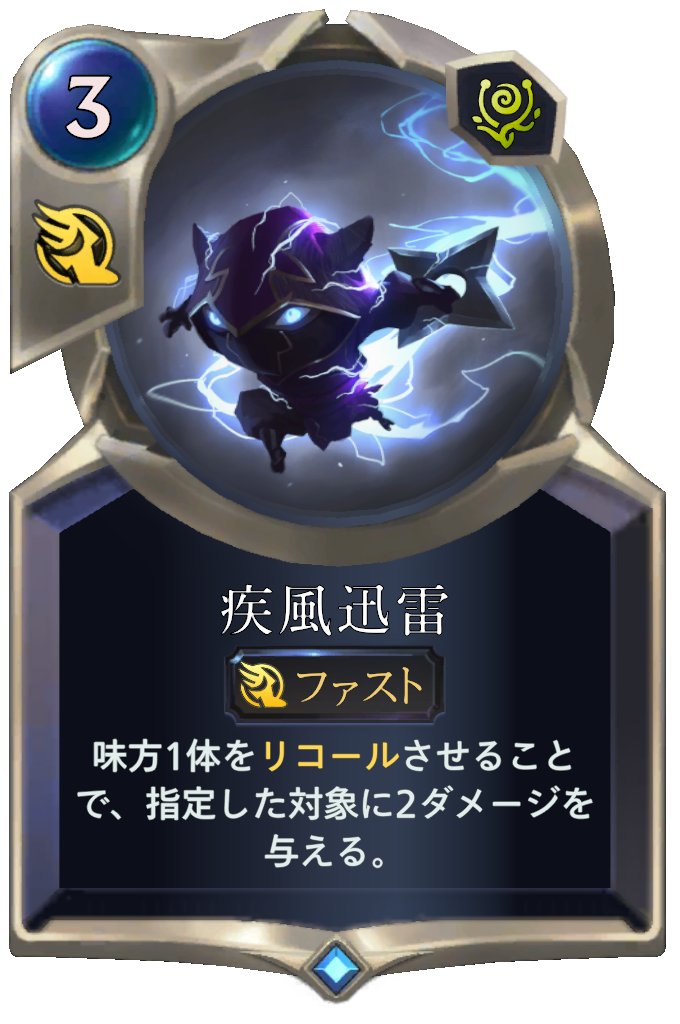 3
疾風迅雷
ファスト
味方1体をリコールさせること
で、指定した対象に2ダメージを
与える。